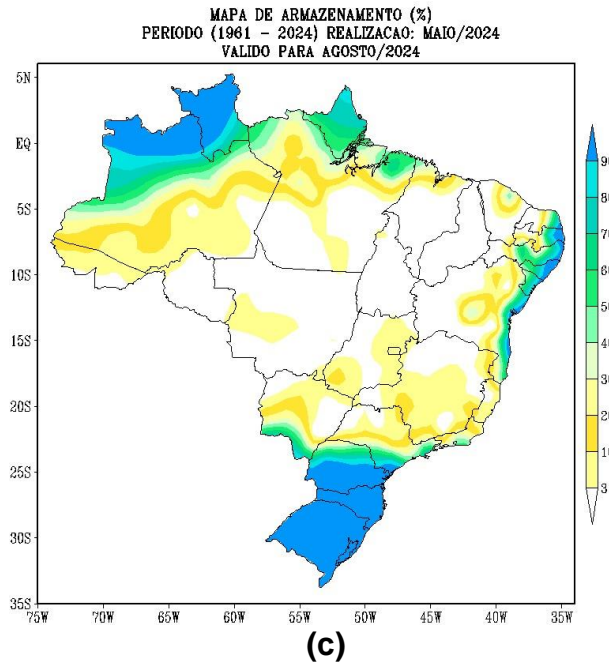 MAPA DE ARMAZENAMENTO (%)
PERIODO (1961 - 2024) REALIZACAO: MAIO/2024
VALIDO PARA AGOSTO/2024
5N
EQ
5S
10S
15S
20S
25S
30S
35S
75W
70W
65W
60W
55W
50W
45W
40W
35W
80
70
60
50
40
30
20
10
3
(c)